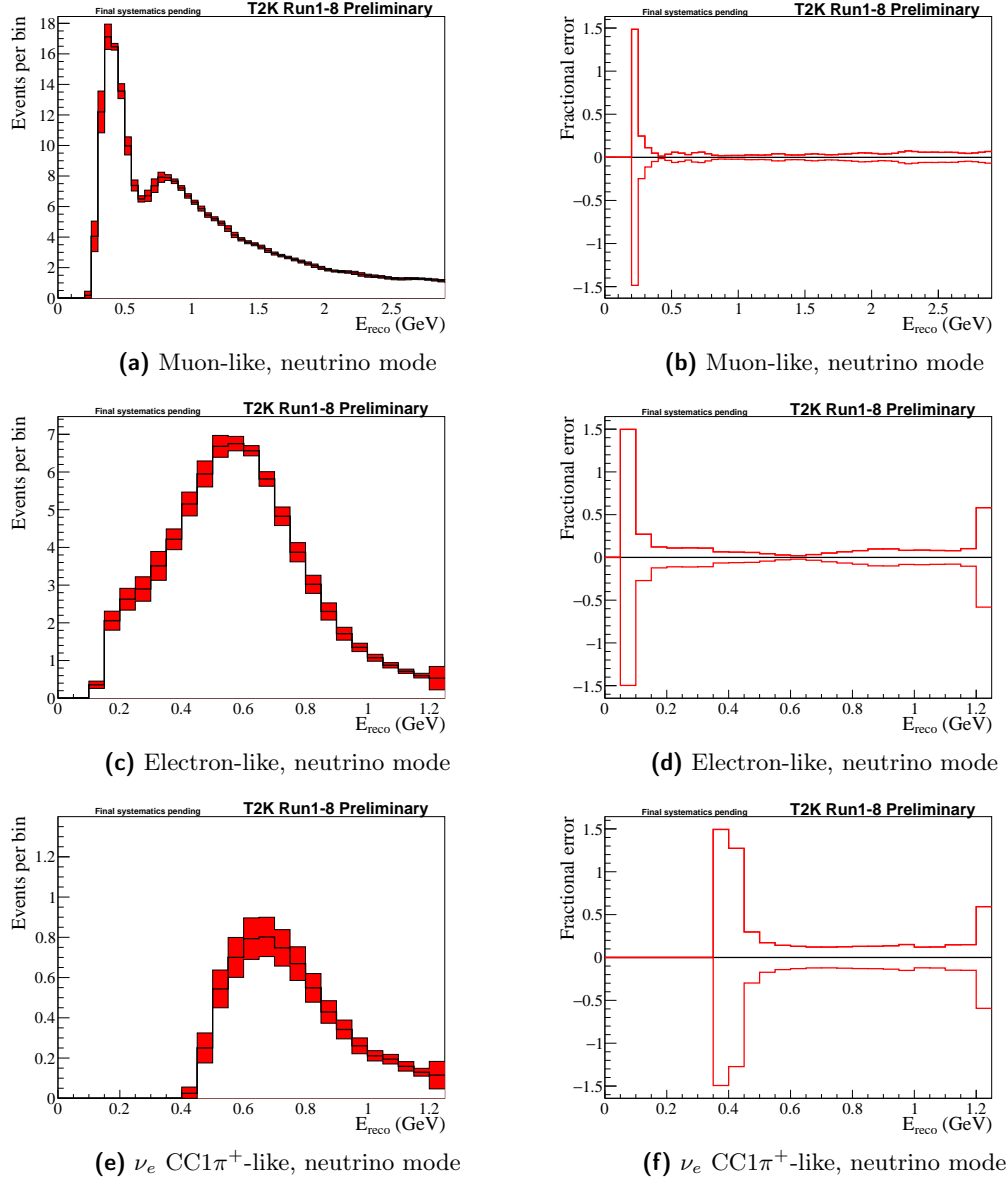 Final systematics pending T2K Run1-8 Preliminary
Events per bin
18
16
14
12
10
8
6
4
2
0
0 0.5 1 1.5 2 2.5
E_reco (GeV)
(a) Muon-like, neutrino mode
Final systematics pending T2K Run1-8 Preliminary
Fractional error
1.5
1
0.5
0
−0.5
−1
−1.5
0 0.5 1 1.5 2 2.5
E_reco (GeV)
(b) Muon-like, neutrino mode
Final systematics pending T2K Run1-8 Preliminary
Events per bin
7
6
5
4
3
2
1
0
0 0.2 0.4 0.6 0.8 1 1.2
E_reco (GeV)
(c) Electron-like, neutrino mode
Final systematics pending T2K Run1-8 Preliminary
Fractional error
1.5
1
0.5
0
−0.5
−1
−1.5
0 0.2 0.4 0.6 0.8 1 1.2
E_reco (GeV)
(d) Electron-like, neutrino mode
Final systematics pending T2K Run1-8 Preliminary
Events per bin
1.2
1
0.8
0.6
0.4
0.2
0
0 0.2 0.4 0.6 0.8 1 1.2
E_reco (GeV)
(e) ν_e CC1π⁺-like, neutrino mode
Final systematics pending T2K Run1-8 Preliminary
Fractional error
1.5
1
0.5
0
−0.5
−1
−1.5
0 0.2 0.4 0.6 0.8 1 1.2
E_reco (GeV)
(f) ν_e CC1π⁺-like, neutrino mode